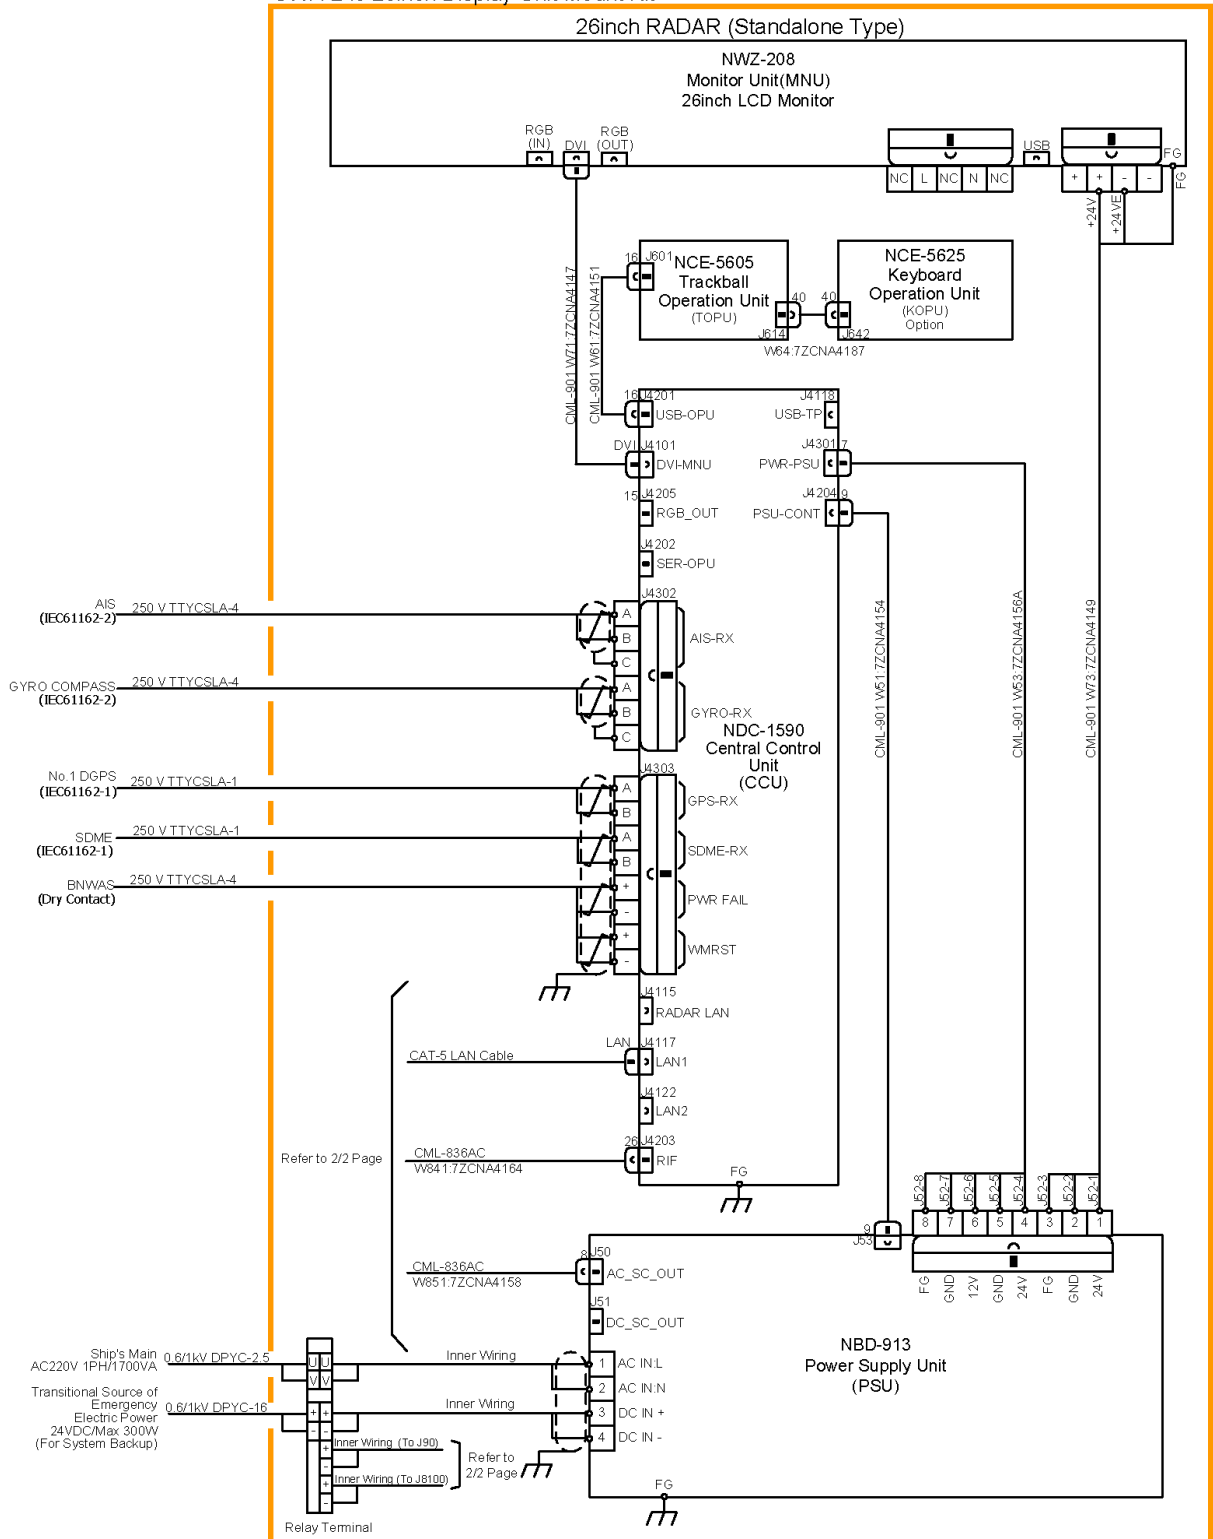 26inch RADAR (Standalone Type)
NWZ-208
Monitor Unit(MNU)
26inch LCD Monitor
RGB
(IN)
DVI
RGB
(OUT)
USB
FG
NC L NC N NC
+ + - -
FG
+24V
+24VE
CML-901 W71:7ZCNA4147
CML-901 W61:7ZCNA4151
16
J601
NCE-5605
Trackball
Operation Unit
(TOPU)
40
J614
W64:7ZCNA4187
40
J642
NCE-5625
Keyboard
Operation Unit
(KOPU)
Option
16 J4201
USB-OPU
J4118
USB-TP
DVI J4101
DVI-MNU
J4301 7
PWR-PSU
15 J4205
RGB_OUT
J4204 9
PSU-CONT
J4202
SER-OPU
J4302
AIS
(IEC61162-2)
250 V TTYCSLA-4
A
B
C
AIS-RX
GYRO COMPASS
(IEC61162-2)
250 V TTYCSLA-4
A
B
C
GYRO-RX
NDC-1590
Central Control
Unit
(CCU)
CML-901 W51:7ZCNA4154
CML-901 W53:7ZCNA4156A
CML-901 W73:7ZCNA4149
J4303
No.1 DGPS
(IEC61162-1)
250 V TTYCSLA-1
A
B
GPS-RX
SDME
(IEC61162-1)
250 V TTYCSLA-1
A
B
SDME-RX
BNWAS
(Dry Contact)
250 V TTYCSLA-4
+
-
PWR FAIL
+
-
WMRST
J4115
RADAR LAN
CAT-5 LAN Cable
LAN J4117
LAN1
J4122
LAN2
Refer to 2/2 Page
CML-836AC
W841:7ZCNA4164
26 J4203
RIF
FG
J52-8
J52-7
J52-6
J52-5
J52-4
J52-3
J52-2
J52-1
8 7 6 5 4 3 2 1
9
J53
FG
GND
12V
GND
24V
FG
GND
24V
CML-836AC
W851:7ZCNA4158
8 J50
AC_SC_OUT
J51
DC_SC_OUT
NBD-913
Power Supply Unit
(PSU)
Ship's Main
AC220V 1PH/1700VA
0.6/1kV DPYC-2.5
U U
V V
Inner Wiring
1 AC IN:L
2 AC IN:N
Transitional Source of
Emergency
Electric Power
24VDC/Max 300W
(For System Backup)
0.6/1kV DPYC-16
+ +
- -
Inner Wiring
3 DC IN +
4 DC IN -
+
Inner Wiring (To J90)
-
+
Inner Wiring (To J8100)
-
Refer to
2/2 Page
FG
Relay Terminal